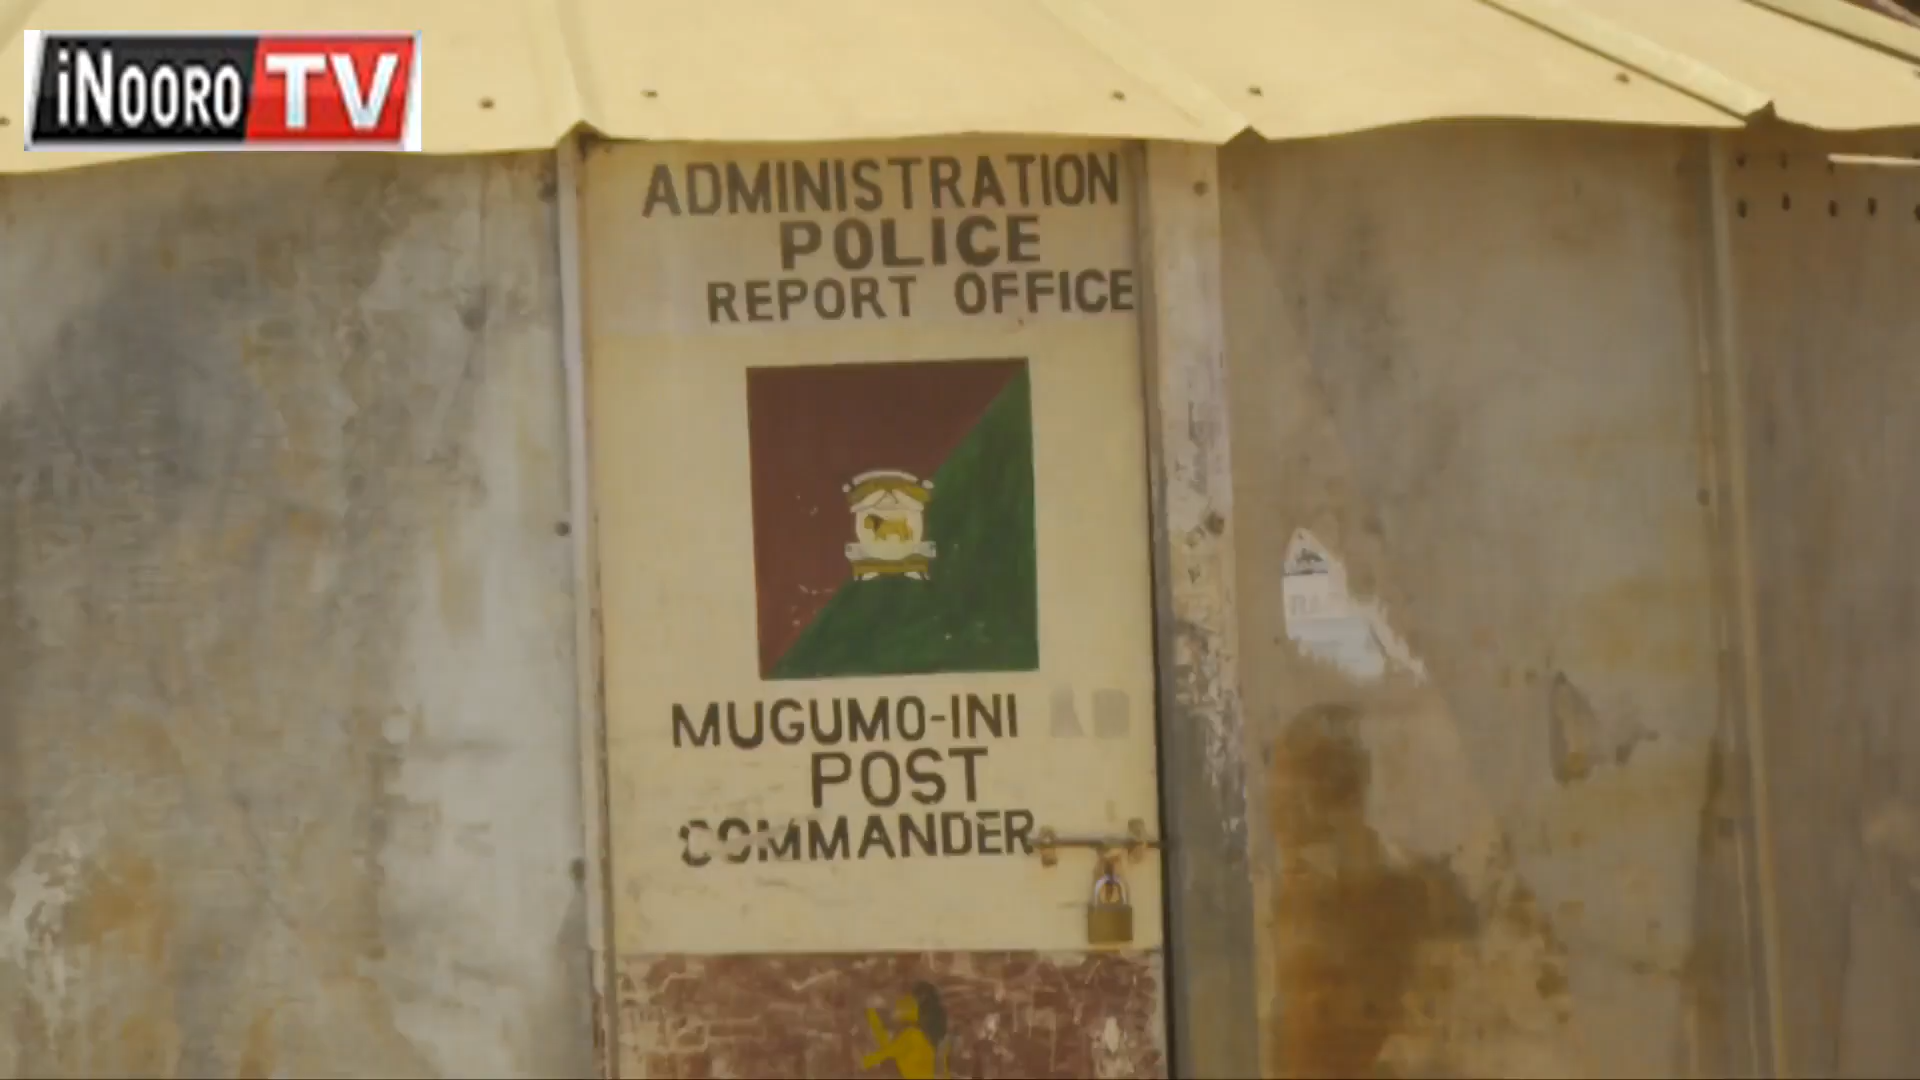 iNOORO TV
ADMINISTRATION
POLICE
REPORT OFFICE
MUGUMO-INI
POST
COMMANDER